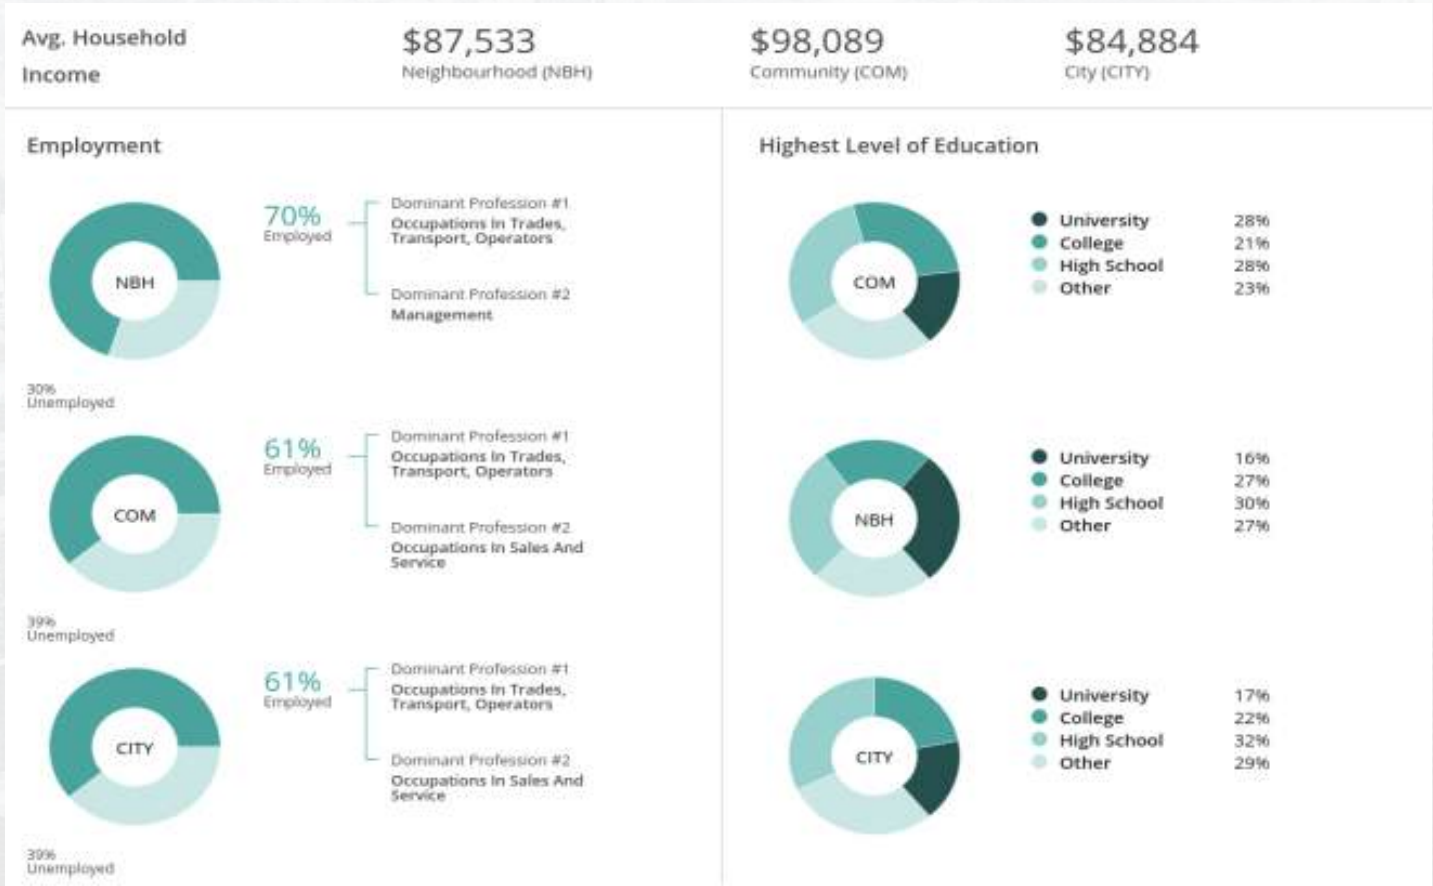 Avg. Household
Income
$87,533
Neighbourhood (NBH)
$98,089
Community (COM)
$84,884
City (CITY)
Employment
NBH
70%
Employed
Dominant Profession #1
Occupations In Trades,
Transport, Operators
Dominant Profession #2
Management
30%
Unemployed
COM
61%
Employed
Dominant Profession #1
Occupations In Trades,
Transport, Operators
Dominant Profession #2
Occupations In Sales And
Service
39%
Unemployed
CITY
61%
Employed
Dominant Profession #1
Occupations In Trades,
Transport, Operators
Dominant Profession #2
Occupations In Sales And
Service
39%
Unemployed
Highest Level of Education
COM
University 28%
College 21%
High School 28%
Other 23%
NBH
University 16%
College 27%
High School 30%
Other 27%
CITY
University 17%
College 22%
High School 32%
Other 29%